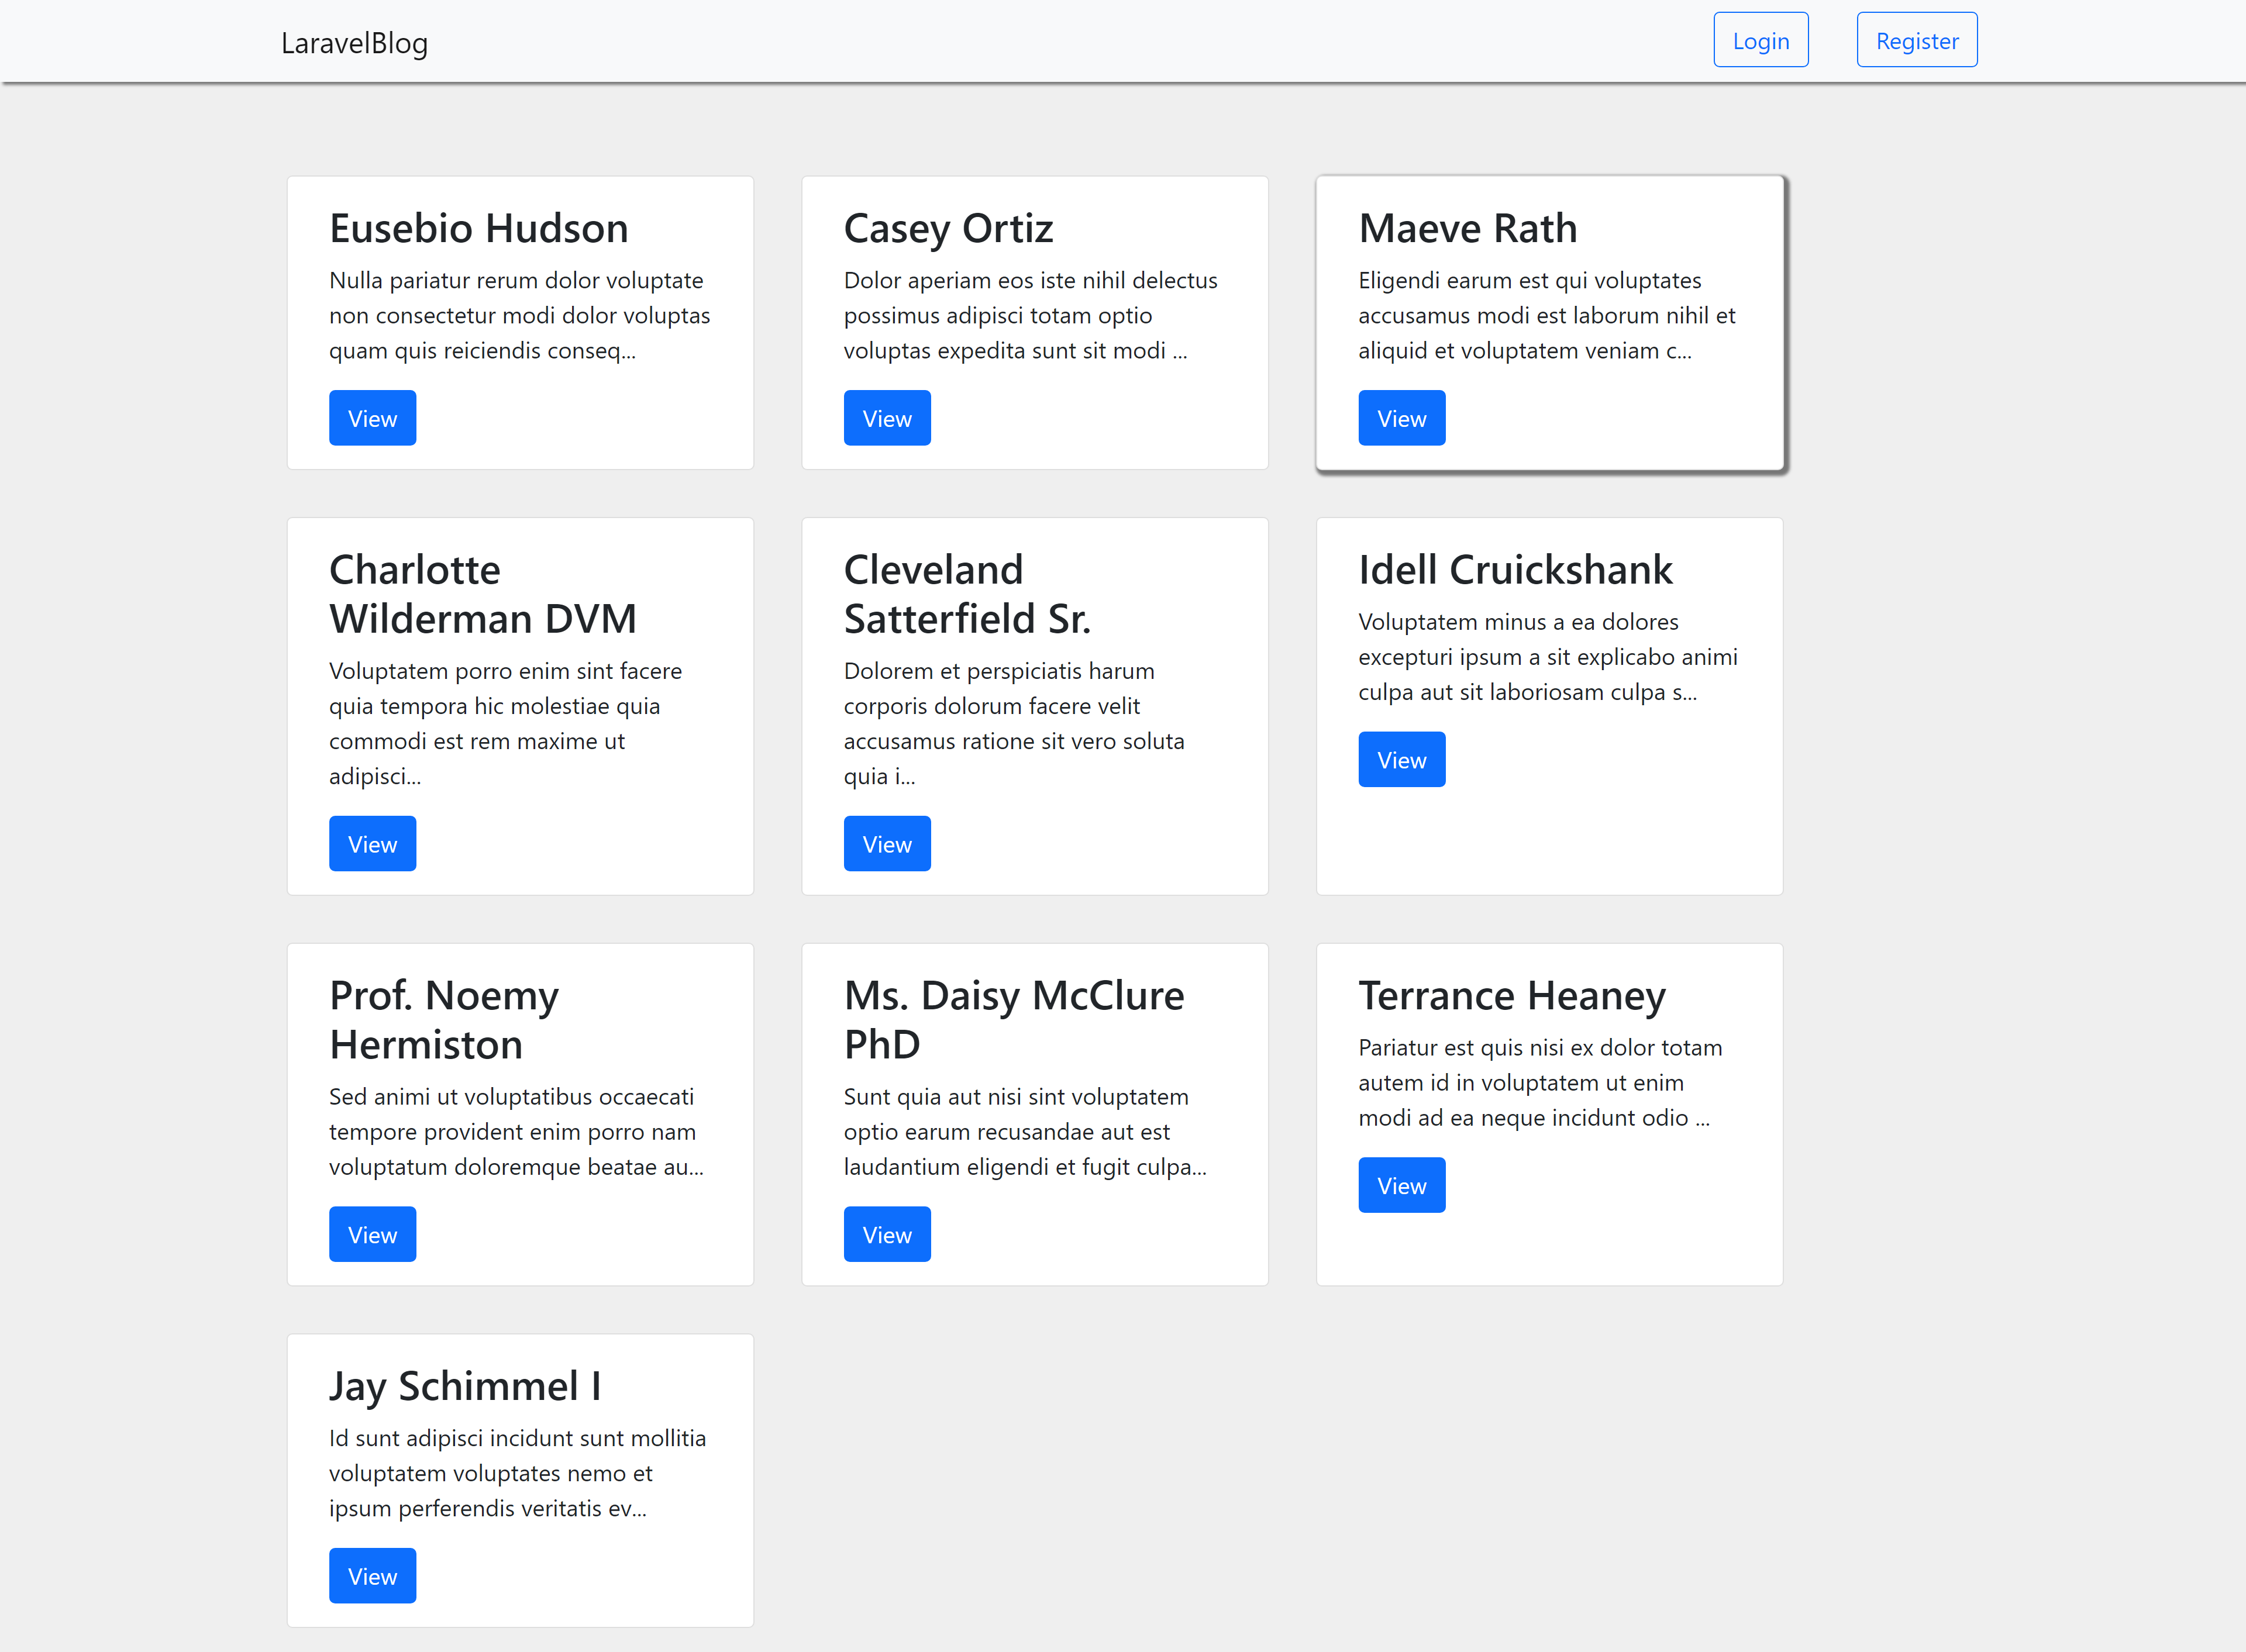 LaravelBlog
Login
Register
Eusebio Hudson
Nulla pariatur rerum dolor voluptate
non consectetur modi dolor voluptas
quam quis reiciendis conseq...
View
Casey Ortiz
Dolor aperiam eos iste nihil delectus
possimus adipisci totam optio
voluptas expedita sunt sit modi ...
View
Maeve Rath
Eligendi earum est qui voluptates
accusamus modi est laborum nihil et
aliquid et voluptatem veniam c...
View
Charlotte
Wilderman DVM
Voluptatem porro enim sint facere
quia tempora hic molestiae quia
commodi est rem maxime ut
adipisci...
View
Cleveland
Satterfield Sr.
Dolorem et perspiciatis harum
corporis dolorum facere velit
accusamus ratione sit vero soluta
quia i...
View
Idell Cruickshank
Voluptatem minus a ea dolores
excepturi ipsum a sit explicabo animi
culpa aut sit laboriosam culpa s...
View
Prof. Noemy
Hermiston
Sed animi ut voluptatibus occaecati
tempore provident enim porro nam
voluptatum doloremque beatae au...
View
Ms. Daisy McClure
PhD
Sunt quia aut nisi sint voluptatem
optio earum recusandae aut est
laudantium eligendi et fugit culpa...
View
Terrance Heaney
Pariatur est quis nisi ex dolor totam
autem id in voluptatem ut enim
modi ad ea neque incidunt odio ...
View
Jay Schimmel I
Id sunt adipisci incidunt sunt mollitia
voluptatem voluptates nemo et
ipsum perferendis veritatis ev...
View